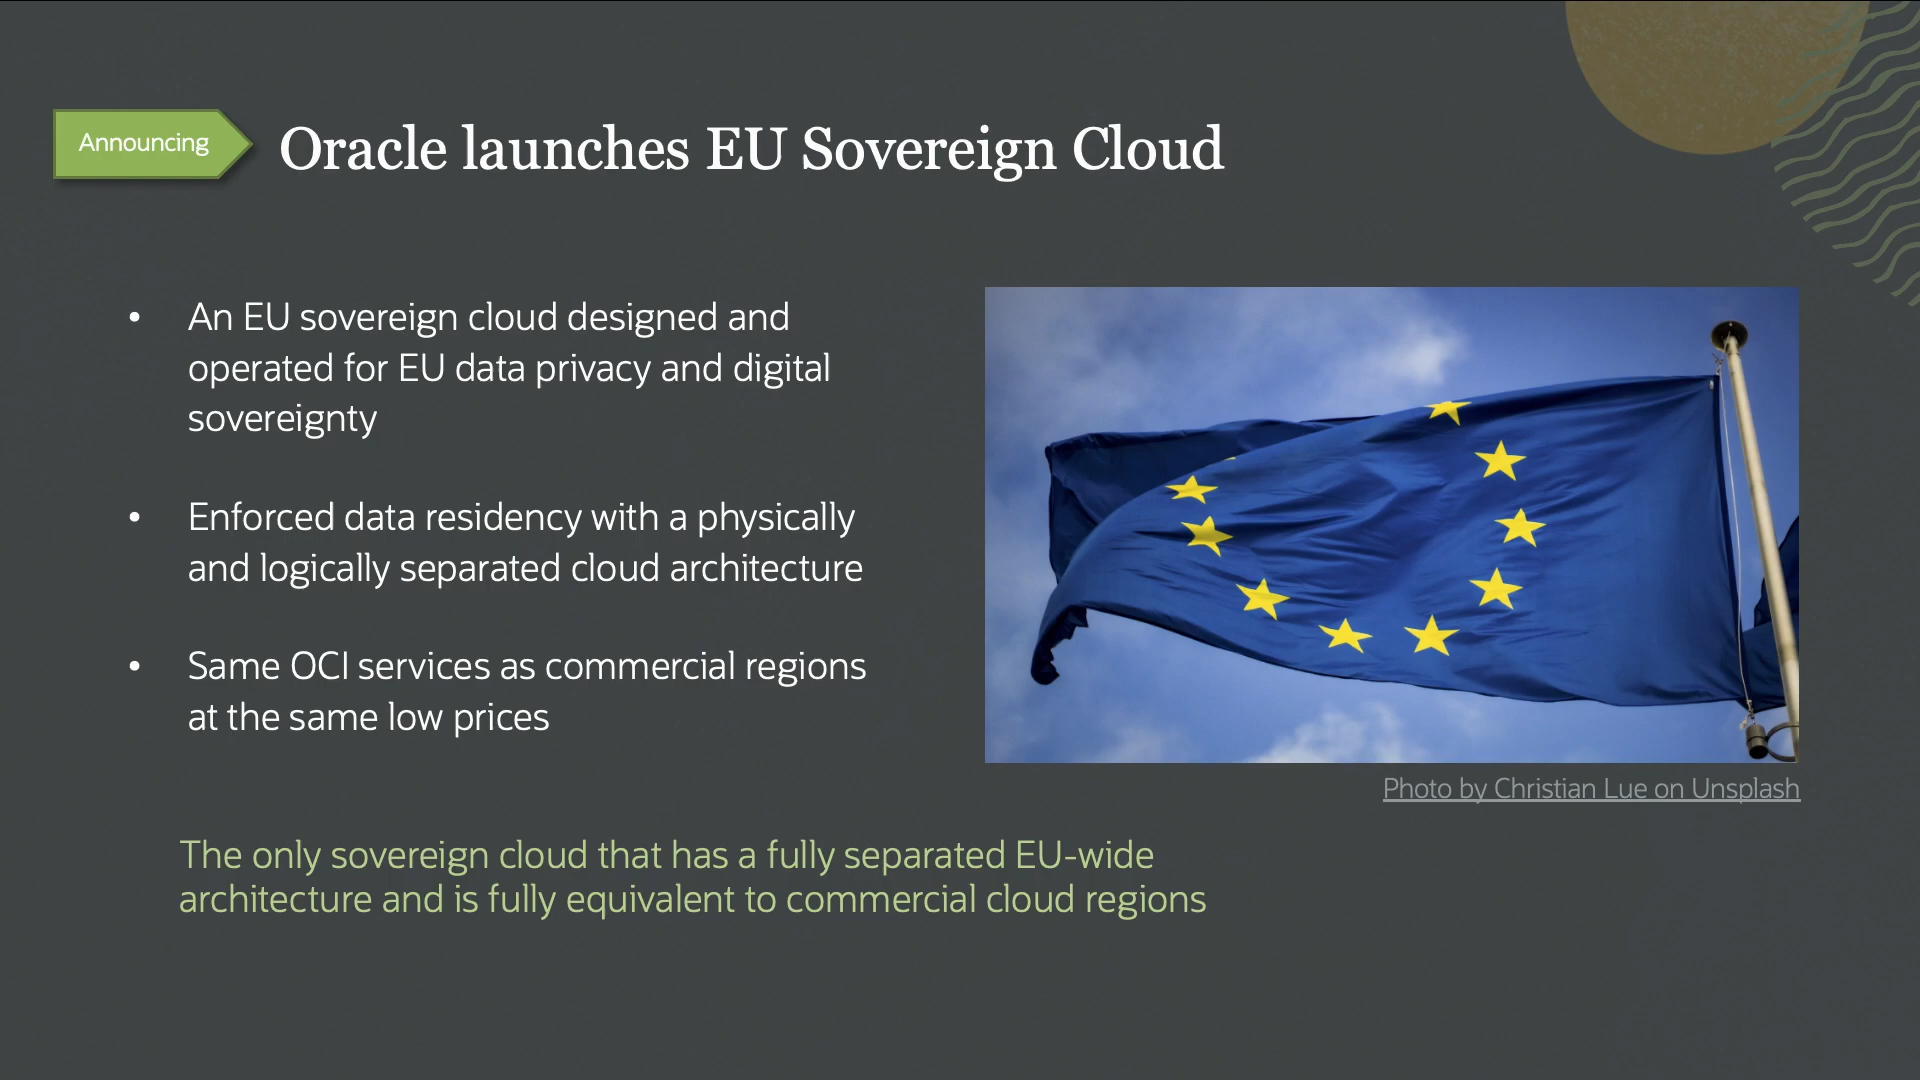 Announcing
Oracle launches EU Sovereign Cloud
• An EU sovereign cloud designed and
operated for EU data privacy and digital
sovereignty
• Enforced data residency with a physically
and logically separated cloud architecture
• Same OCI services as commercial regions
at the same low prices
Photo by Christian Lue on Unsplash
The only sovereign cloud that has a fully separated EU-wide
architecture and is fully equivalent to commercial cloud regions